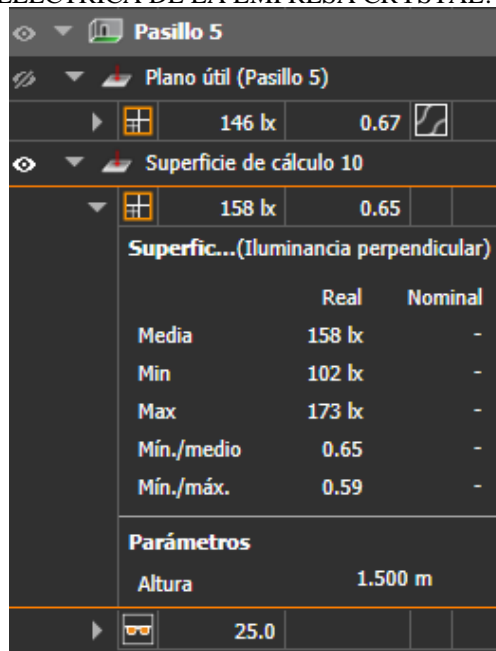 ELÉCTRICA DE LA EMPRESA CRYSTAL.
Pasillo 5
Plano útil (Pasillo 5)
146 lx 0.67
Superficie de cálculo 10
158 lx 0.65
Superfic...(Iluminancia perpendicular)
Real Nominal
Media 158 lx -
Min 102 lx -
Max 173 lx -
Mín./medio 0.65 -
Mín./máx. 0.59 -
Parámetros
Altura 1.500 m
25.0